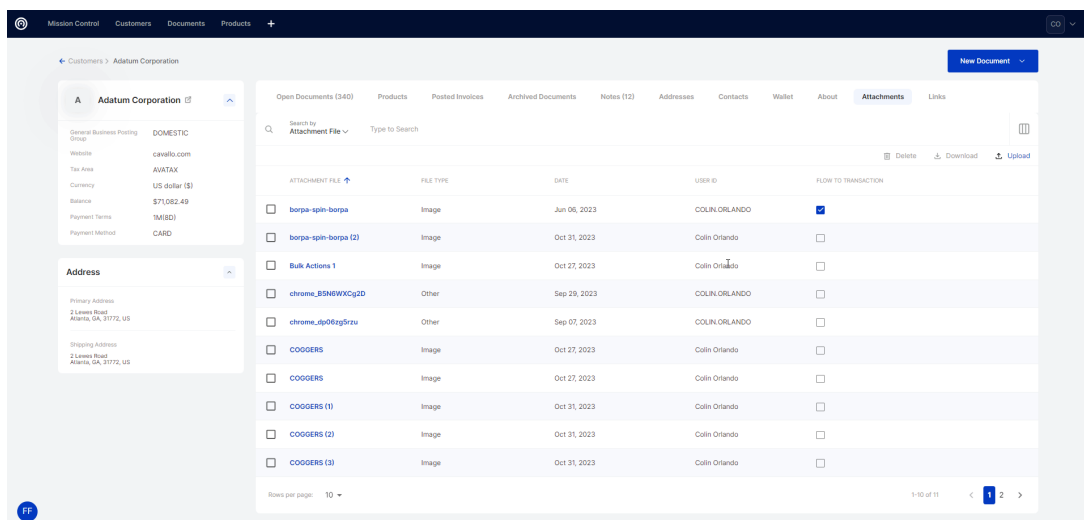 Mission Control Customers Documents Products +
CO
← Customers > Adatum Corporation
New Document
A Adatum Corporation
General Business Posting Group DOMESTIC
Website cavallo.com
Tax Area AVATAX
Currency US dollar ($)
Balance $71,082.49
Payment Terms 1M(8D)
Payment Method CARD
Address
Primary Address
2 Lewes Road
Atlanta, GA, 31772, US
Shipping Address
2 Lewes Road
Atlanta, GA, 31772, US
Open Documents (340) Products Posted Invoices Archived Documents Notes (12) Addresses Contacts Wallet About Attachments Links
Search by
Attachment File Type to Search
Delete Download Upload
ATTACHMENT FILE ↑ FILE TYPE DATE USER ID FLOW TO TRANSACTION
borpa-spin-borpa Image Jun 06, 2023 COLIN.ORLANDO
borpa-spin-borpa (2) Image Oct 31, 2023 Colin Orlando
Bulk Actions 1 Image Oct 27, 2023 Colin Orlando
chrome_B5N6WXCg2D Other Sep 29, 2023 COLIN.ORLANDO
chrome_dp06zg5rzu Other Sep 07, 2023 COLIN.ORLANDO
COGGERS Image Oct 27, 2023 Colin Orlando
COGGERS Image Oct 27, 2023 Colin Orlando
COGGERS (1) Image Oct 31, 2023 Colin Orlando
COGGERS (2) Image Oct 31, 2023 Colin Orlando
COGGERS (3) Image Oct 31, 2023 Colin Orlando
Rows per page: 10 1-10 of 11 < 1 2 >
FF